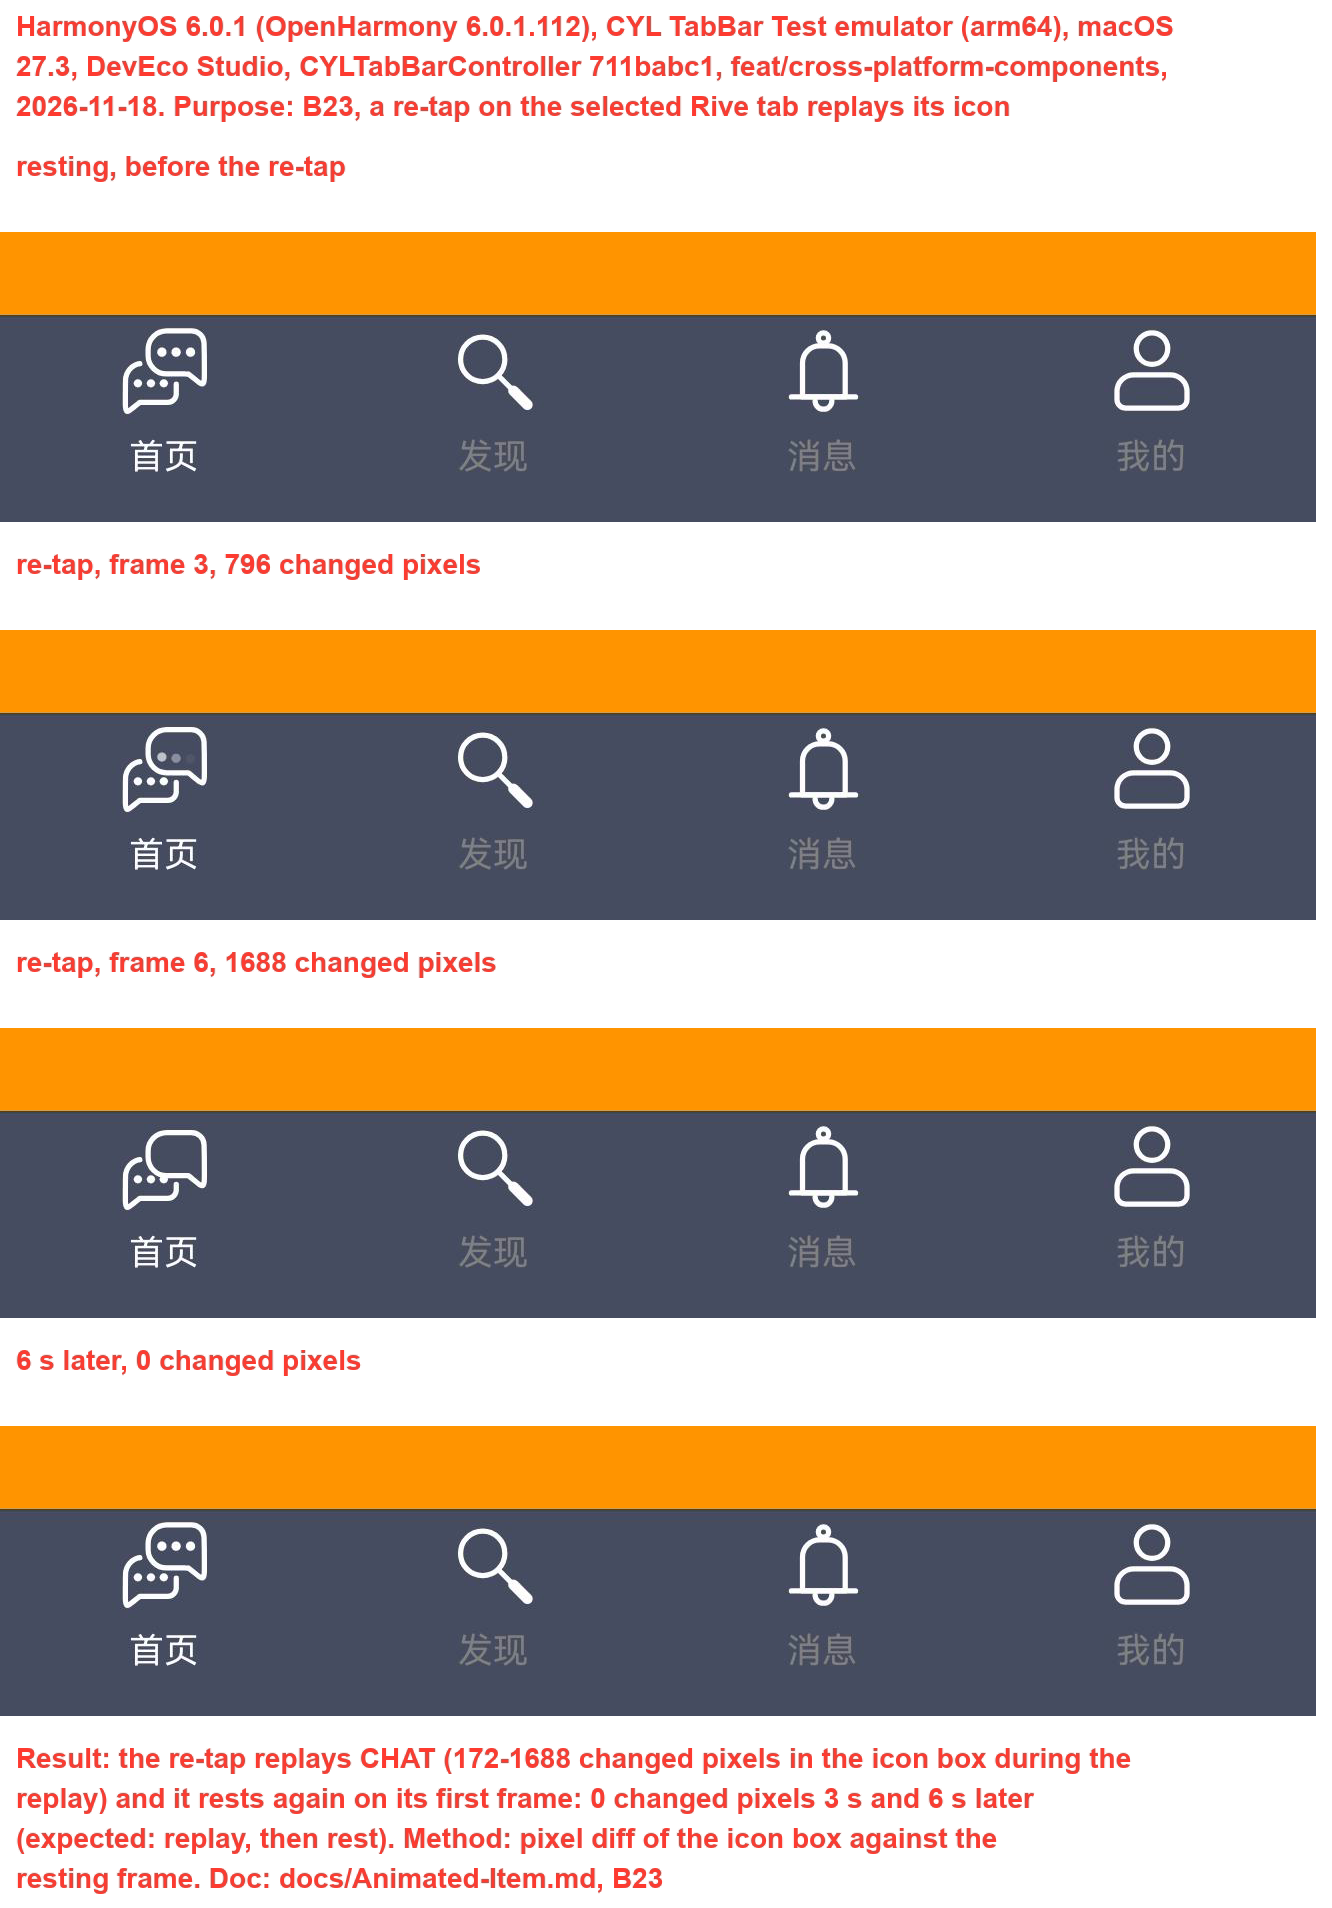 HarmonyOS 6.0.1 (OpenHarmony 6.0.1.112), CYL TabBar Test emulator (arm64), macOS
27.3, DevEco Studio, CYLTabBarController 711babc1, feat/cross-platform-components,
2026-11-18. Purpose: B23, a re-tap on the selected Rive tab replays its icon
resting, before the re-tap
首页 发现 消息 我的
re-tap, frame 3, 796 changed pixels
首页 发现 消息 我的
re-tap, frame 6, 1688 changed pixels
首页 发现 消息 我的
6 s later, 0 changed pixels
首页 发现 消息 我的
Result: the re-tap replays CHAT (172-1688 changed pixels in the icon box during the
replay) and it rests again on its first frame: 0 changed pixels 3 s and 6 s later
(expected: replay, then rest). Method: pixel diff of the icon box against the
resting frame. Doc: docs/Animated-Item.md, B23